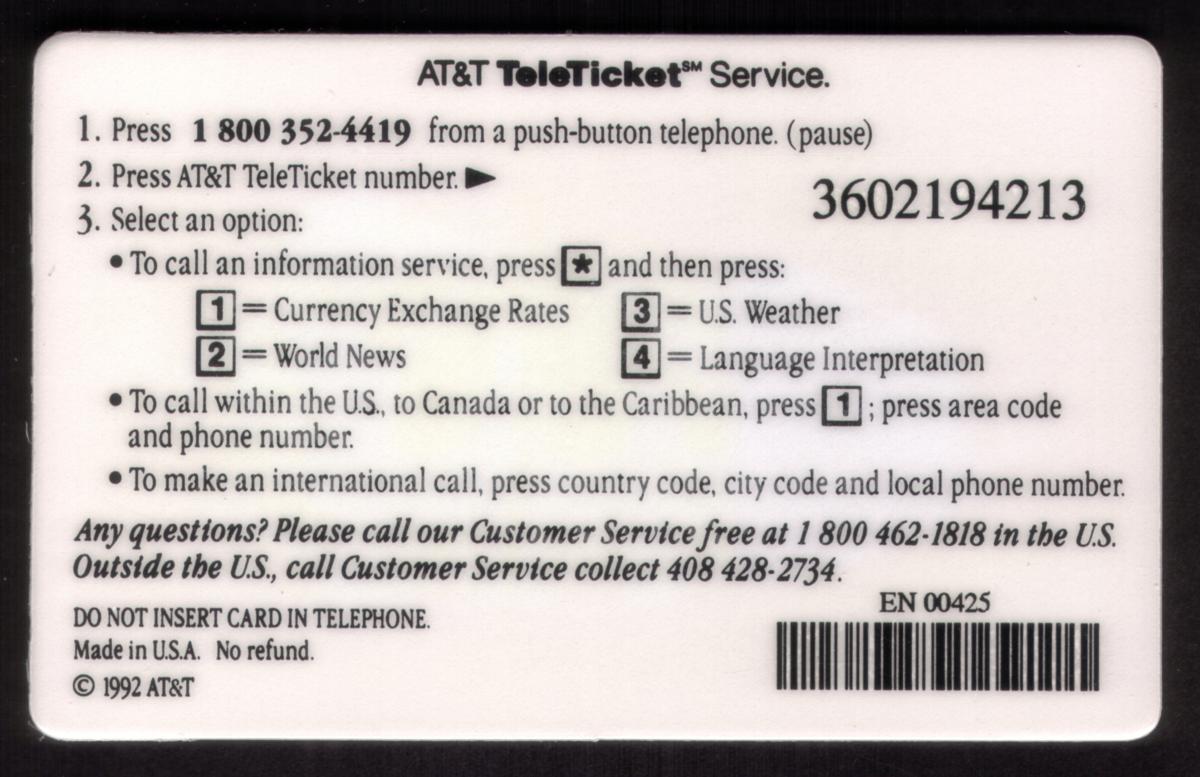 AT&T TeleTicket℠ Service.
1. Press 1 800 352-4419 from a push-button telephone. (pause)
2. Press AT&T TeleTicket number. ►
3602194213
3. Select an option:
• To call an information service, press * and then press:
1 = Currency Exchange Rates 3 = U.S. Weather
2 = World News 4 = Language Interpretation
• To call within the U.S., to Canada or to the Caribbean, press 1 ; press area code
and phone number.
• To make an international call, press country code, city code and local phone number.
Any questions? Please call our Customer Service free at 1 800 462-1818 in the U.S.
Outside the U.S., call Customer Service collect 408 428-2734.
EN 00425
DO NOT INSERT CARD IN TELEPHONE.
Made in U.S.A. No refund.
© 1992 AT&T